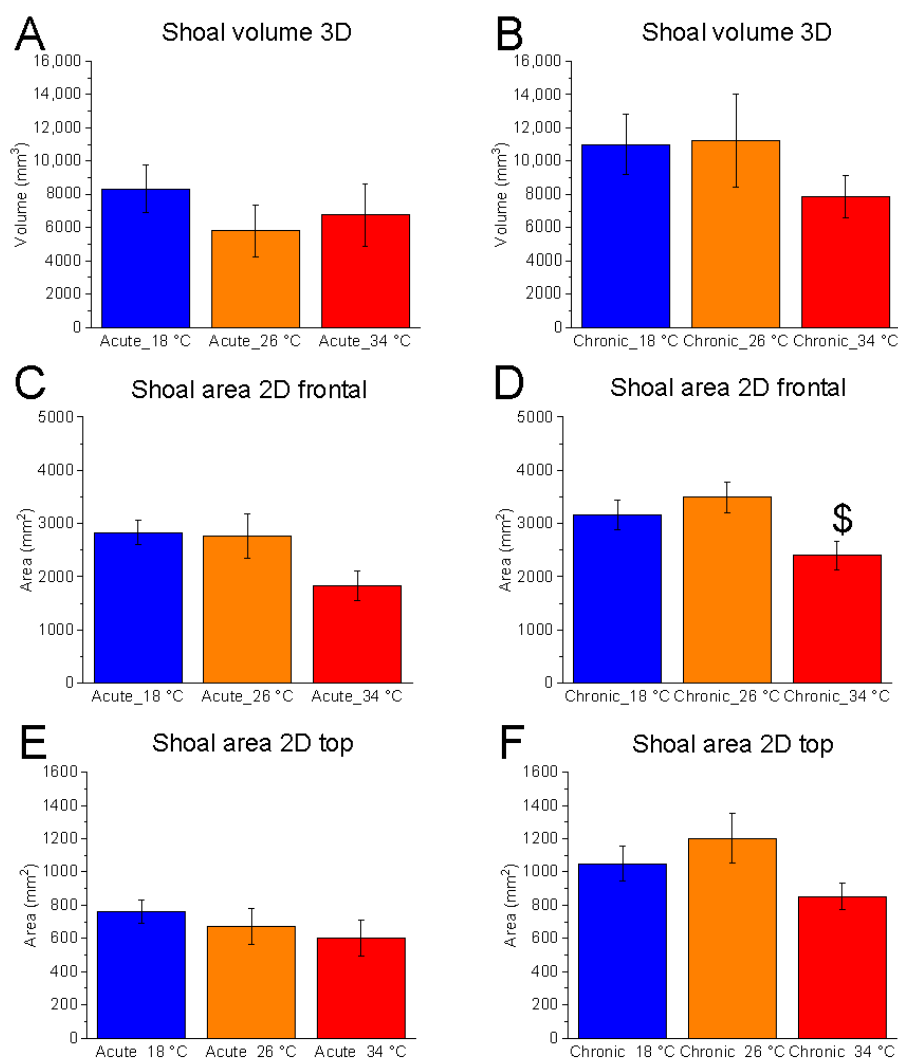 A
Shoal volume 3D
16,000
14,000
12,000
10,000
8000
6000
4000
2000
0
Volume (mm³)
Acute_18 °C Acute_26 °C Acute_34 °C
B
Shoal volume 3D
16,000
14,000
12,000
10,000
8000
6000
4000
2000
0
Volume (mm³)
Chronic_18 °C Chronic_26 °C Chronic_34 °C
C
Shoal area 2D frontal
5000
4000
3000
2000
1000
0
Area (mm²)
Acute_18 °C Acute_26 °C Acute_34 °C
D
Shoal area 2D frontal
5000
4000
3000
2000
1000
0
Area (mm²)
$
Chronic_18 °C Chronic_26 °C Chronic_34 °C
E
Shoal area 2D top
1600
1400
1200
1000
800
600
400
200
0
Area (mm²)
Acute 18 °C Acute 26 °C Acute 34 °C
F
Shoal area 2D top
1600
1400
1200
1000
800
600
400
200
0
Area (mm²)
Chronic 18 °C Chronic 26 °C Chronic 34 °C